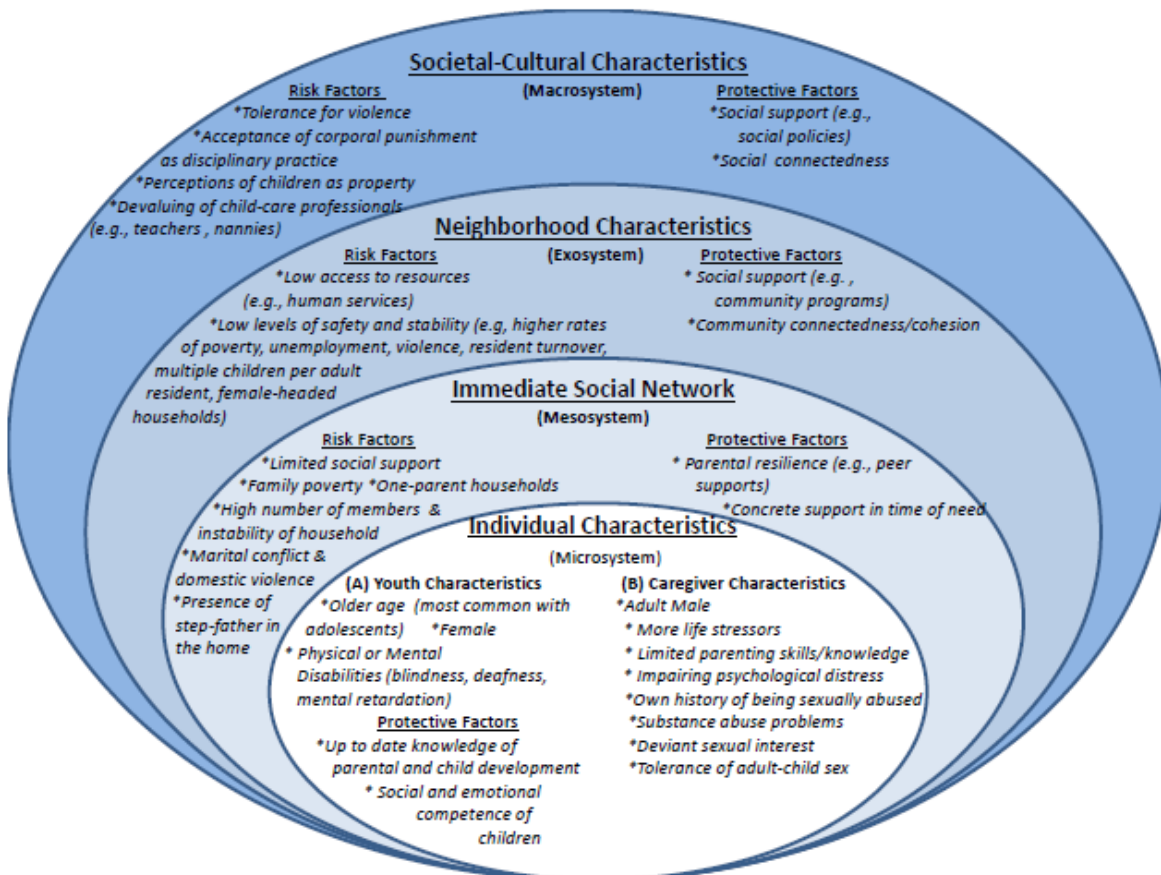 Societal-Cultural Characteristics
(Macrosystem)
Risk Factors
*Tolerance for violence
*Acceptance of corporal punishment
as disciplinary practice
*Perceptions of children as property
*Devaluing of child-care professionals
(e.g., teachers , nannies)
Protective Factors
*Social support (e.g.,
social policies)
*Social connectedness
Neighborhood Characteristics
(Exosystem)
Risk Factors
*Low access to resources
(e.g., human services)
*Low levels of safety and stability (e.g, higher rates
of poverty, unemployment, violence, resident turnover,
multiple children per adult
resident, female-headed
households)
Protective Factors
* Social support (e.g. ,
community programs)
*Community connectedness/cohesion
Immediate Social Network
(Mesosystem)
Risk Factors
*Limited social support
*Family poverty *One-parent households
*High number of members &
instability of household
*Marital conflict &
domestic violence
*Presence of
step-father in
the home
Protective Factors
* Parental resilience (e.g., peer
supports)
*Concrete support in time of need
Individual Characteristics
(Microsystem)
(A) Youth Characteristics
*Older age (most common with
adolescents) *Female
* Physical or Mental
Disabilities (blindness, deafness,
mental retardation)
Protective Factors
*Up to date knowledge of
parental and child development
* Social and emotional
competence of
children
(B) Caregiver Characteristics
*Adult Male
* More life stressors
* Limited parenting skills/knowledge
* Impairing psychological distress
*Own history of being sexually abused
*Substance abuse problems
*Deviant sexual interest
*Tolerance of adult-child sex